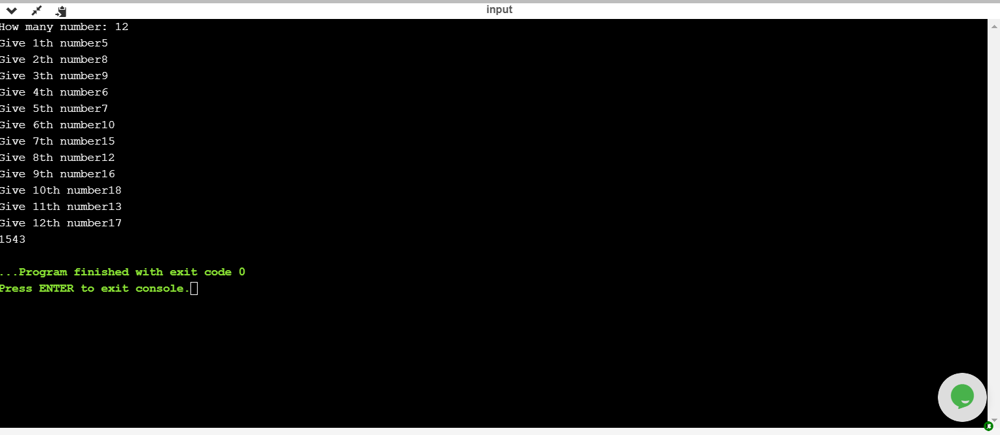 input
How many number: 12
Give 1th number5
Give 2th number8
Give 3th number9
Give 4th number6
Give 5th number7
Give 6th number10
Give 7th number15
Give 8th number12
Give 9th number16
Give 10th number18
Give 11th number13
Give 12th number17
1543
...Program finished with exit code 0
Press ENTER to exit console.